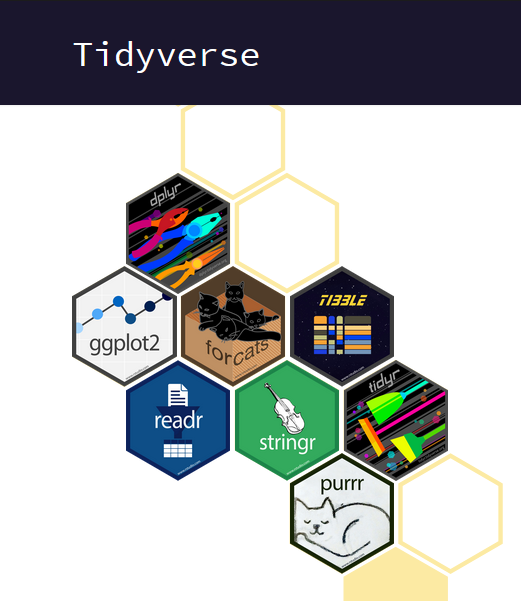 Tidyverse
dplyr
ggplot2
forcats
TIBBLE
readr
stringr
tidyr
purrr